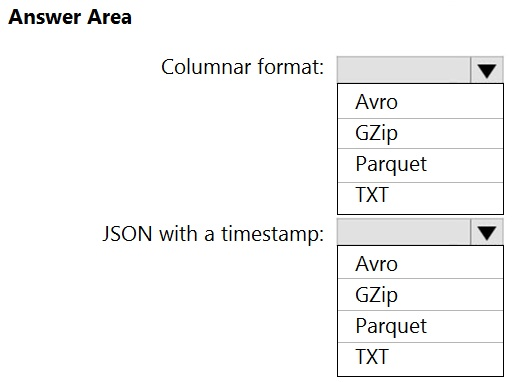 Answer Area
Columnar format:
Avro
GZip
Parquet
TXT
JSON with a timestamp:
Avro
GZip
Parquet
TXT